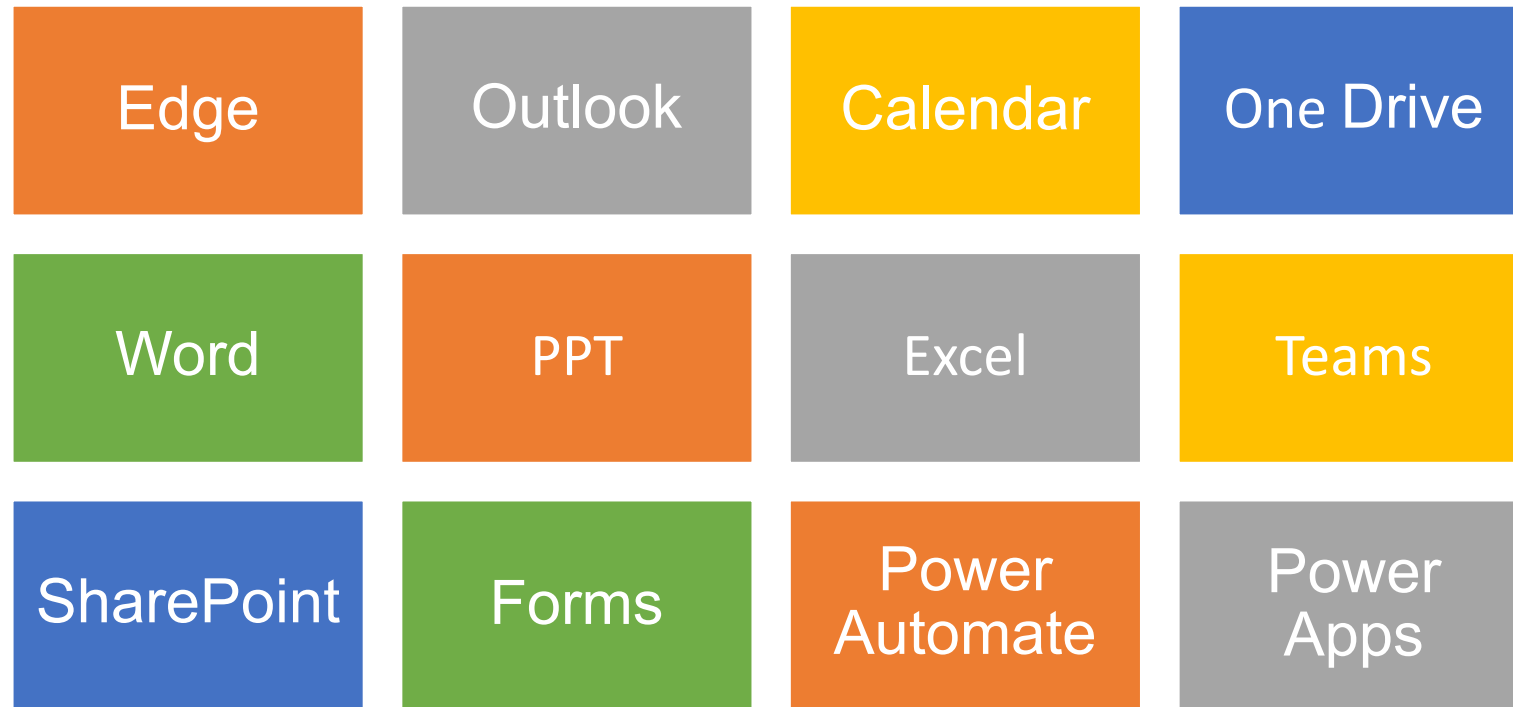 Edge
Outlook
Calendar
One Drive
Word
PPT
Excel
Teams
SharePoint
Forms
Power
Automate
Power
Apps